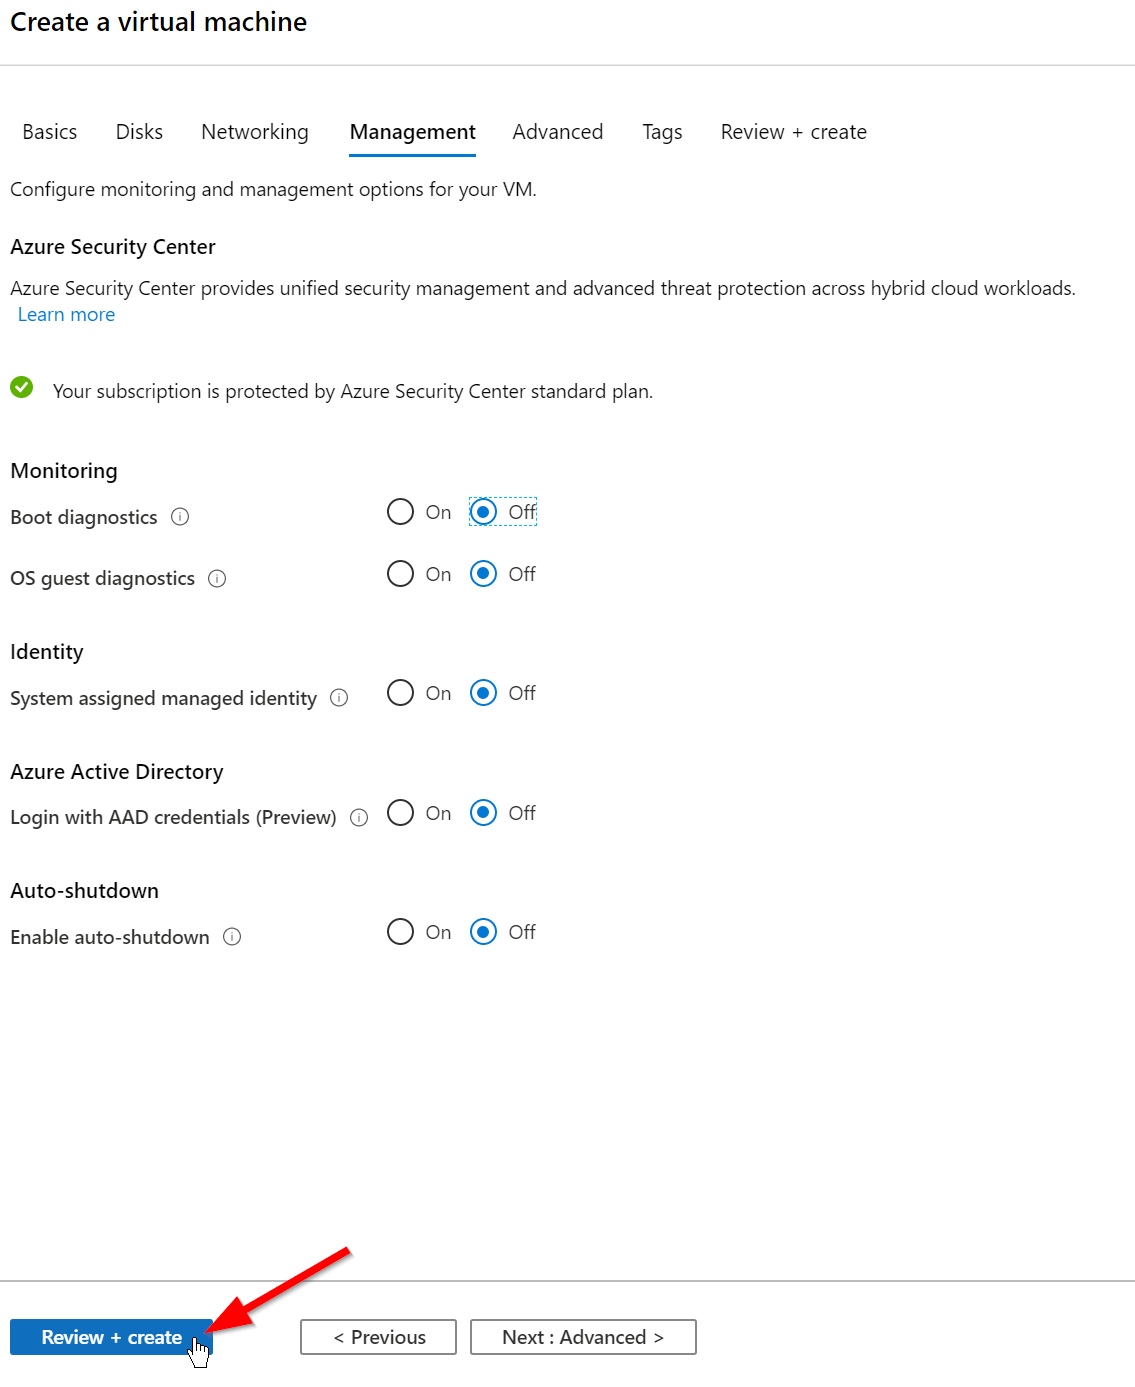 Create a virtual machine
Basics Disks Networking Management Advanced Tags Review + create
Configure monitoring and management options for your VM.
Azure Security Center
Azure Security Center provides unified security management and advanced threat protection across hybrid cloud workloads.
Learn more
Your subscription is protected by Azure Security Center standard plan.
Monitoring
Boot diagnostics On Off
OS guest diagnostics On Off
Identity
System assigned managed identity On Off
Azure Active Directory
Login with AAD credentials (Preview) On Off
Auto-shutdown
Enable auto-shutdown On Off
Review + create < Previous Next : Advanced >